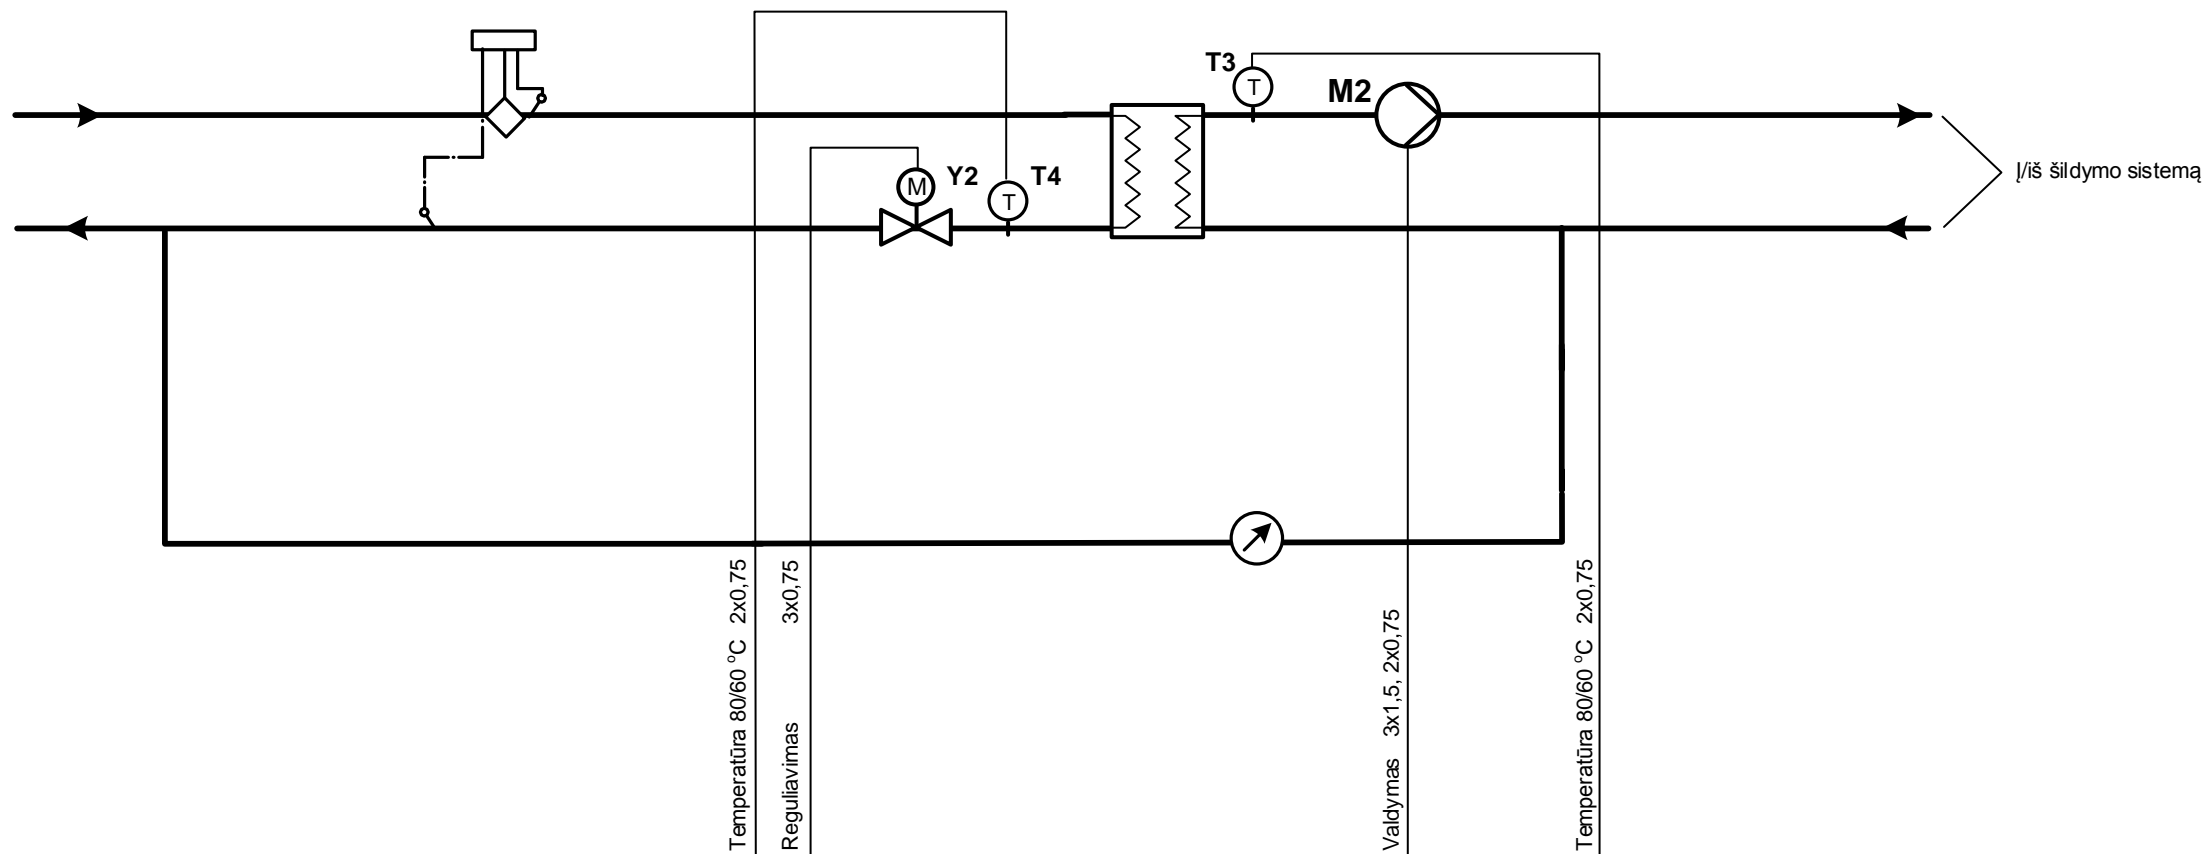 T3
T
M2
M
Y2
T
T4
Į/iš šildymo sistemą
Temperatūra 80/60 °C 2x0,75
Reguliavimas 3x0,75
Valdymas 3x1,5, 2x0,75
Temperatūra 80/60 °C 2x0,75